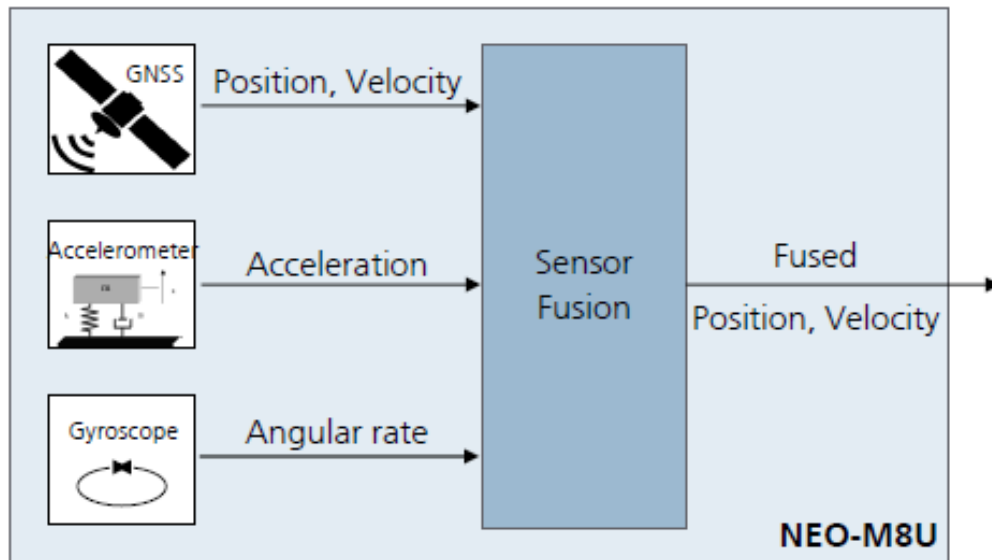 GNSS
Position, Velocity
Accelerometer
Acceleration
Sensor
Fusion
Fused
Position, Velocity
Gyroscope
Angular rate
NEO-M8U